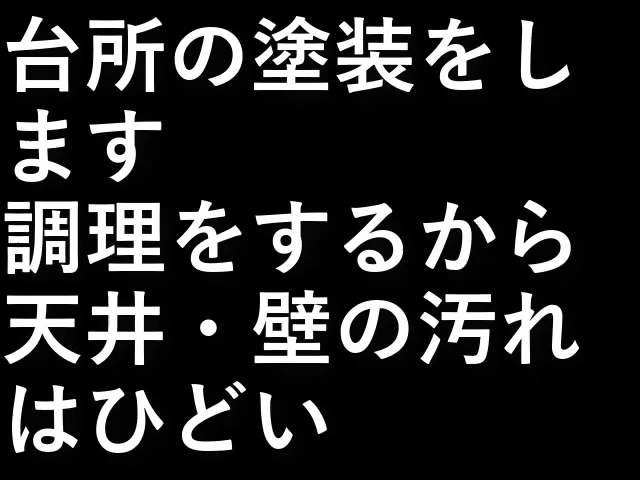 台所の塗装をし
ます
調理をするから
天井・壁の汚れ
はひどい